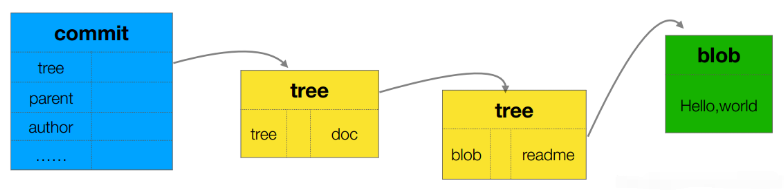 commit
tree
parent
author
......
tree
tree doc
tree
blob readme
blob
Hello,world